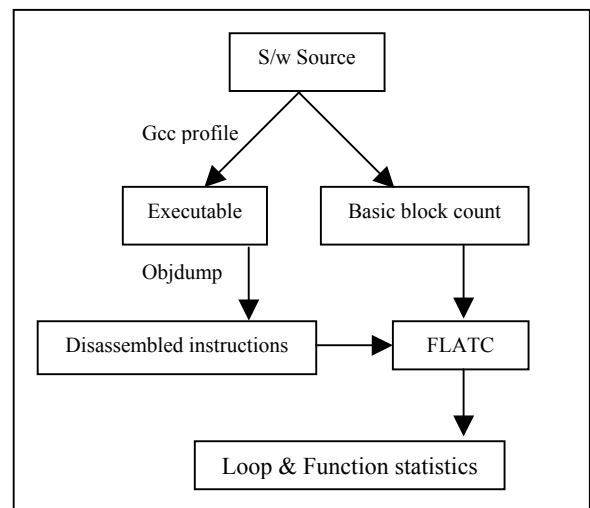 S/w Source
Gcc profile
Executable
Basic block count
Objdump
Disassembled instructions
FLATC
Loop & Function statistics